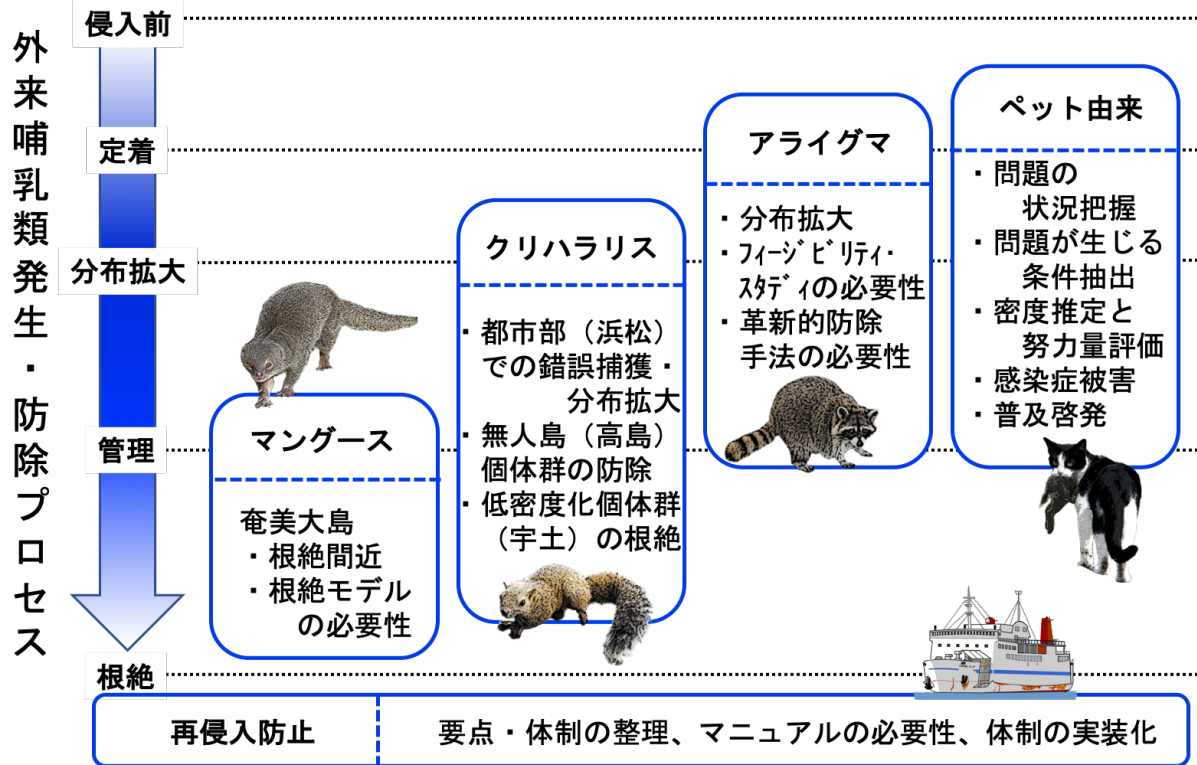 外来哺乳類発生・防除プロセス
侵入前
定着
分布拡大
管理
根絶
マングース
奄美大島
・根絶間近
・根絶モデル
の必要性
クリハラリス
・都市部（浜松）
での錯誤捕獲・
分布拡大
・無人島（高島）
個体群の防除
・低密度化個体群
（宇土）の根絶
アライグマ
・分布拡大
・ﾌｨｰｼﾞﾋﾞﾘﾃｨ・
ｽﾀﾃﾞｨの必要性
・革新的防除
手法の必要性
ペット由来
・問題の
状況把握
・問題が生じる
条件抽出
・密度推定と
努力量評価
・感染症被害
・普及啓発
再侵入防止
要点・体制の整理、マニュアルの必要性、体制の実装化